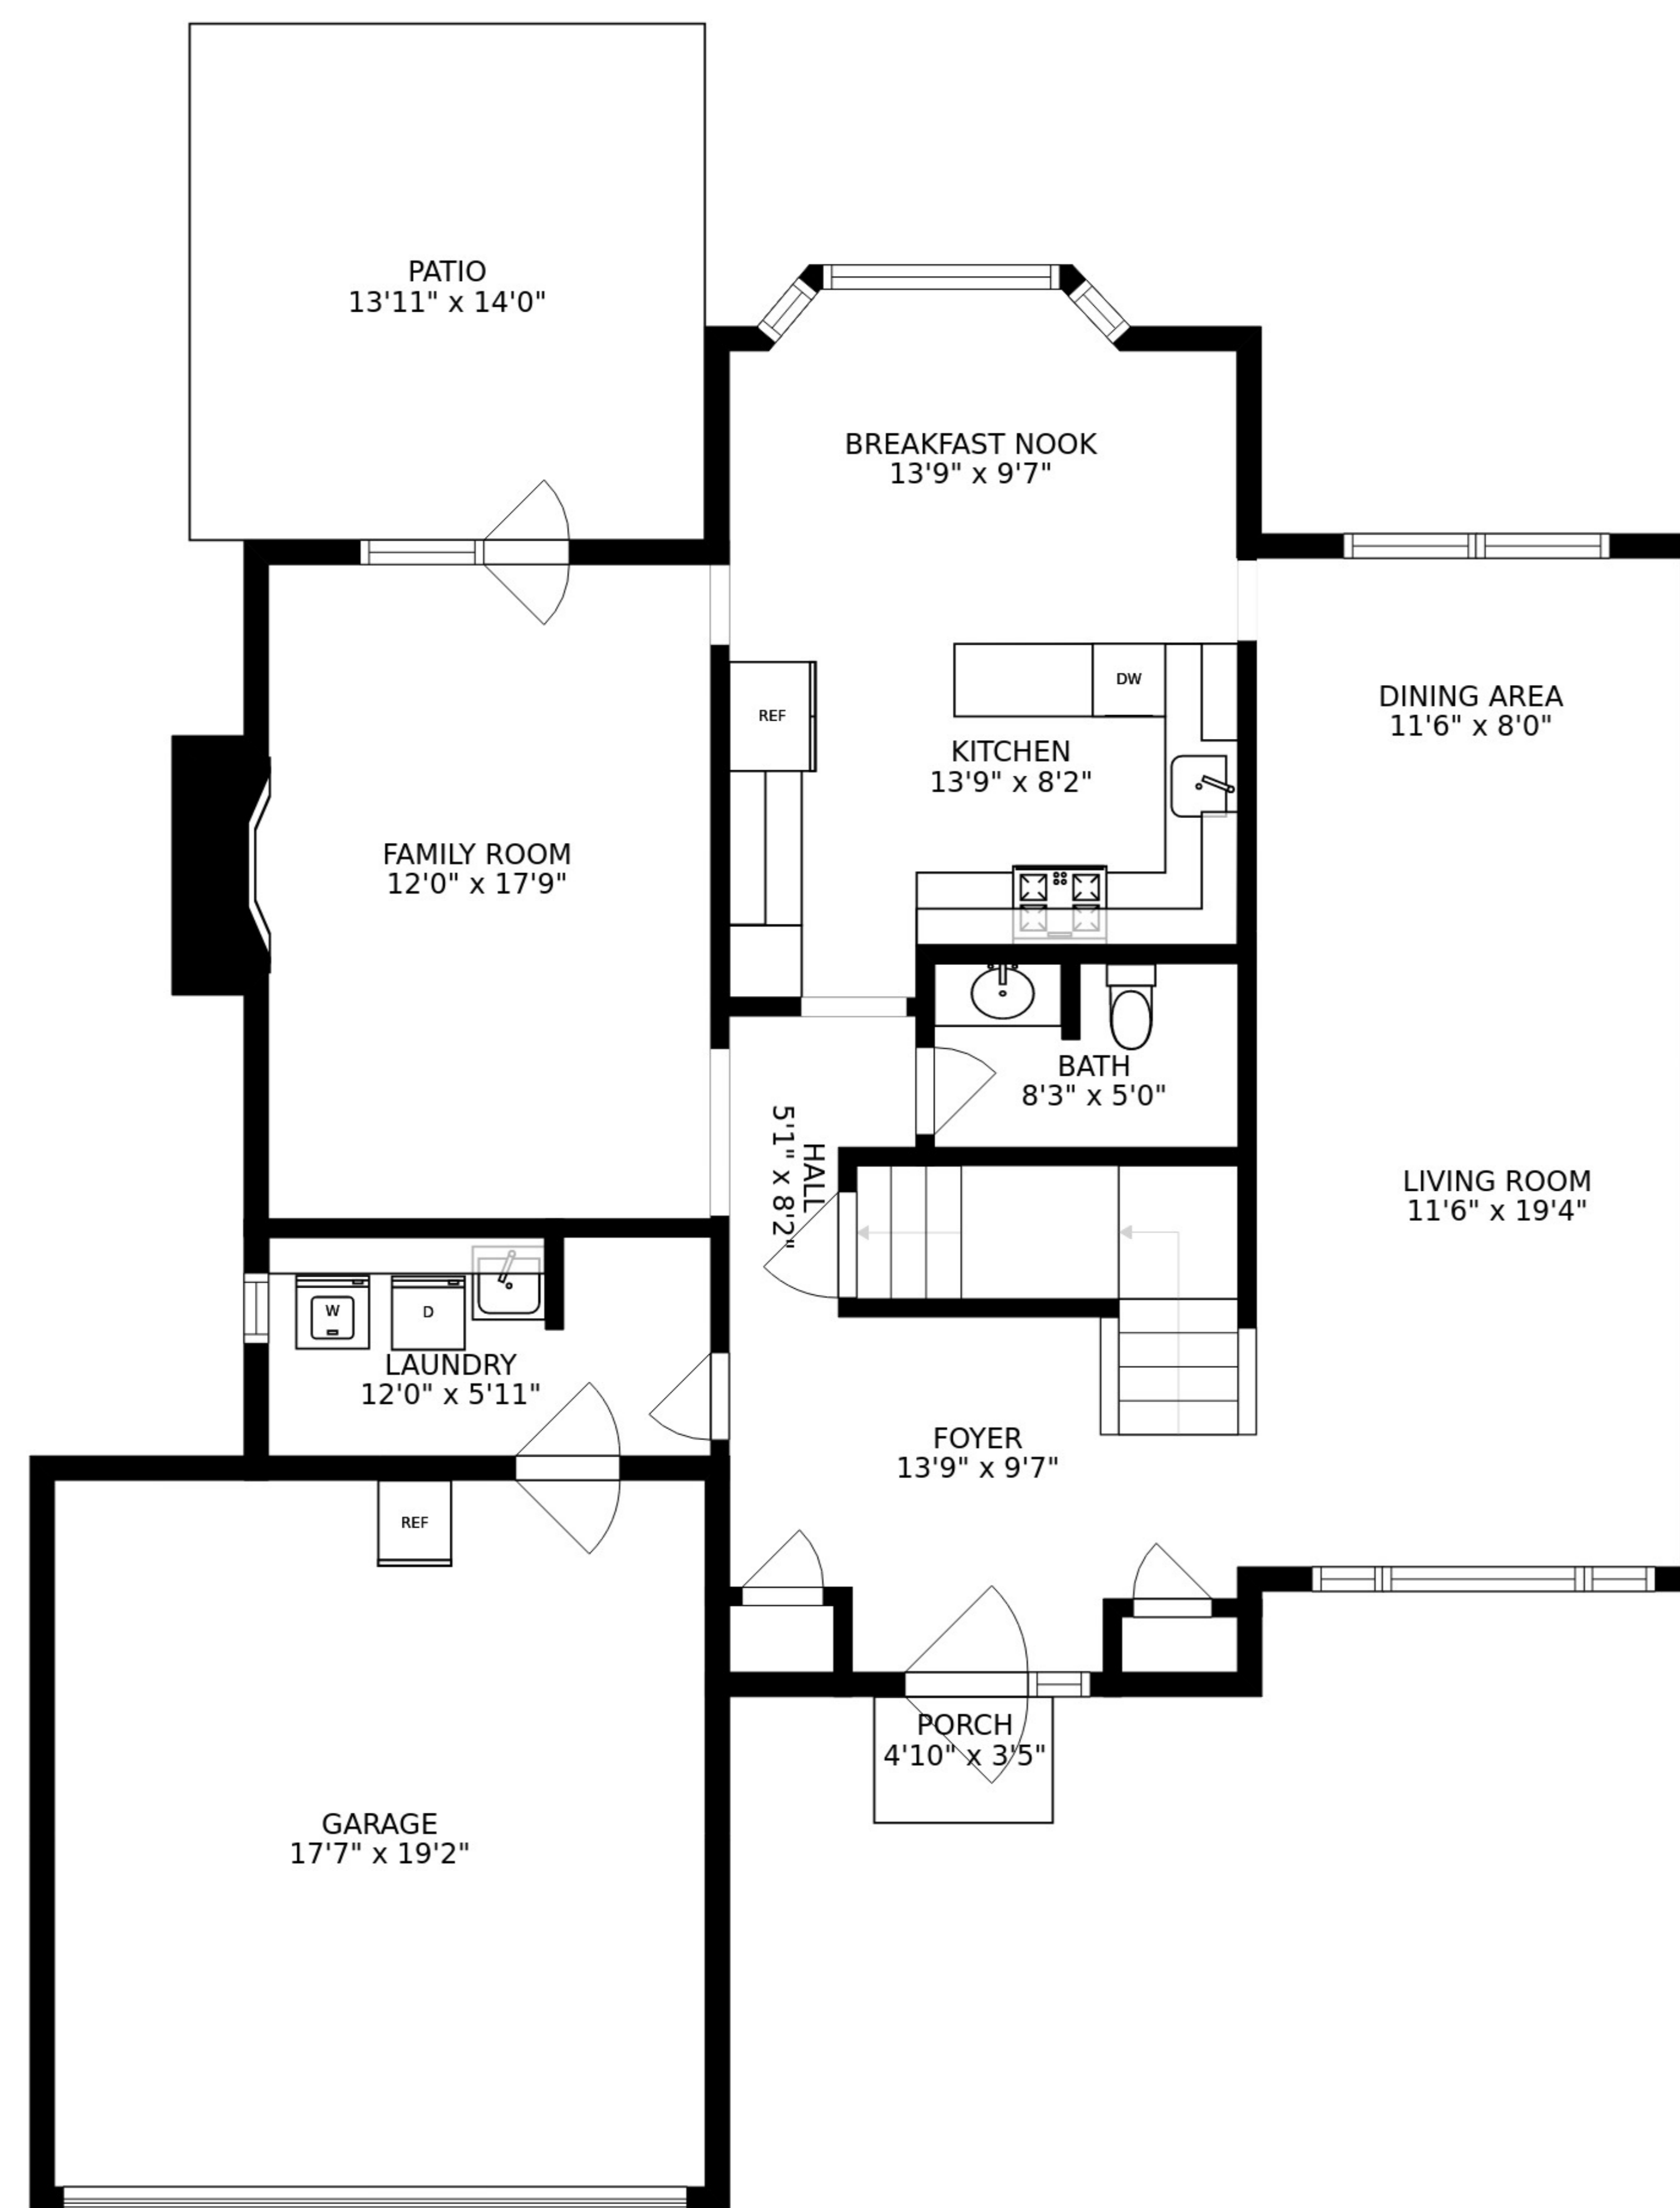 PATIO
13'11" x 14'0"
BREAKFAST NOOK
13'9" x 9'7"
DW
REF
DINING AREA
11'6" x 8'0"
KITCHEN
13'9" x 8'2"
FAMILY ROOM
12'0" x 17'9"
BATH
8'3" x 5'0"
HALL
5'1" x 8'2"
LIVING ROOM
11'6" x 19'4"
W
D
LAUNDRY
12'0" x 5'11"
FOYER
13'9" x 9'7"
REF
PORCH
4'10" x 3'5"
GARAGE
17'7" x 19'2"